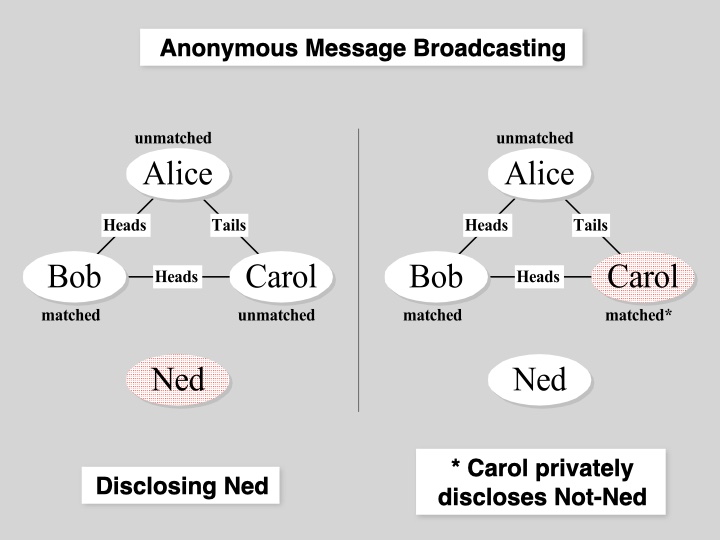 Anonymous Message Broadcasting
unmatched
Alice
Heads
Tails
Bob
Heads
Carol
matched
unmatched
Ned
Disclosing Ned
unmatched
Alice
Heads
Tails
Bob
Heads
Carol
matched
matched*
Ned
* Carol privately
discloses Not-Ned